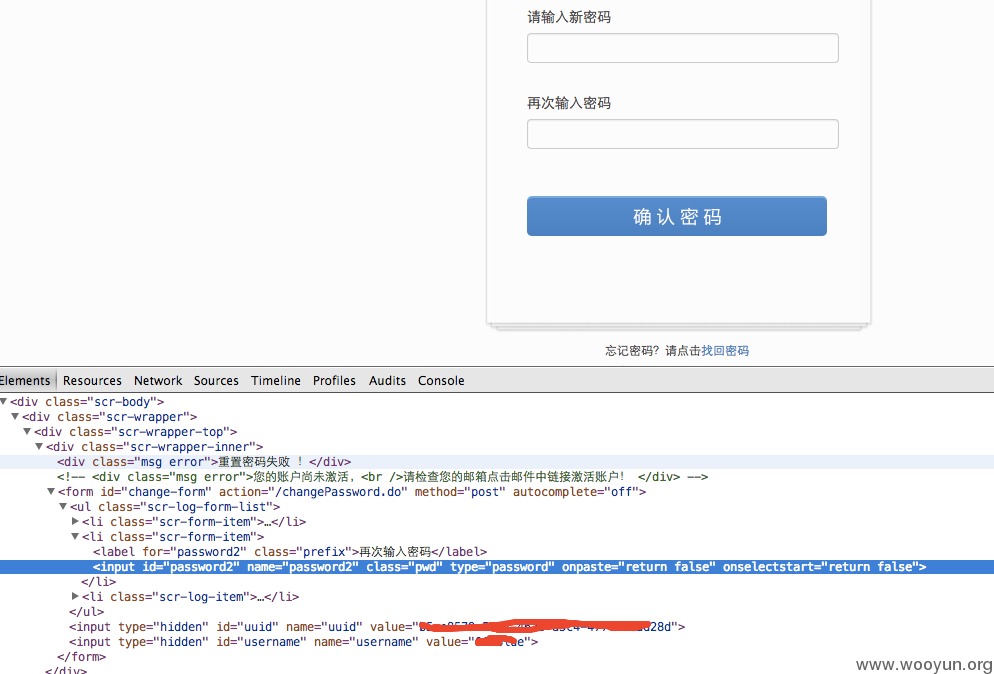 请输入新密码
再次输入密码
确认密码
忘记密码？请点击找回密码
Elements Resources Network Sources Timeline Profiles Audits Console
<div class="scr-body">
<div class="scr-wrapper">
<div class="scr-wrapper-top">
<div class="scr-wrapper-inner">
<div class="msg error">重置密码失败 ！</div>
<!-- <div class="msg error">您的账户尚未激活，<br />请检查您的邮箱点击邮件中链接激活账户！ </div> -->
<form id="change-form" action="/changePassword.do" method="post" autocomplete="off">
<ul class="scr-log-form-list">
<li class="scr-form-item">…</li>
<li class="scr-form-item">
<label for="password2" class="prefix">再次输入密码</label>
<input id="password2" name="password2" class="pwd" type="password" onpaste="return false" onselectstart="return false">
</li>
<li class="scr-log-item">…</li>
</ul>
<input type="hidden" id="uuid" name="uuid" value="
<input type="hidden" id="username" name="username" value="
</form>
</div>
www.wooyun.org